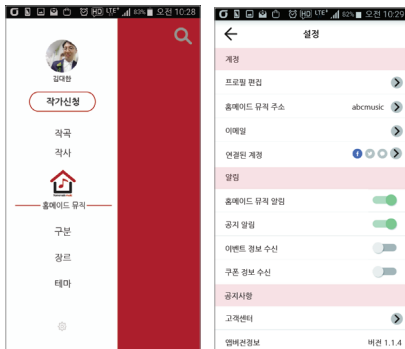 HD LTE 83% 오전 10:28
김대한
작가신청
작곡
작사
홈메이드 뮤직
구분
장르
테마
HD LTE 82% 오전 10:29
설정
계정
프로필 편집
홈메이드 뮤직 주소 abcmusic
이메일
연결된 계정
알림
홈메이드 뮤직 알림
공지 알림
이벤트 정보 수신
쿠폰 정보 수신
공지사항
고객센터
앱버전정보 버전 1.1.4